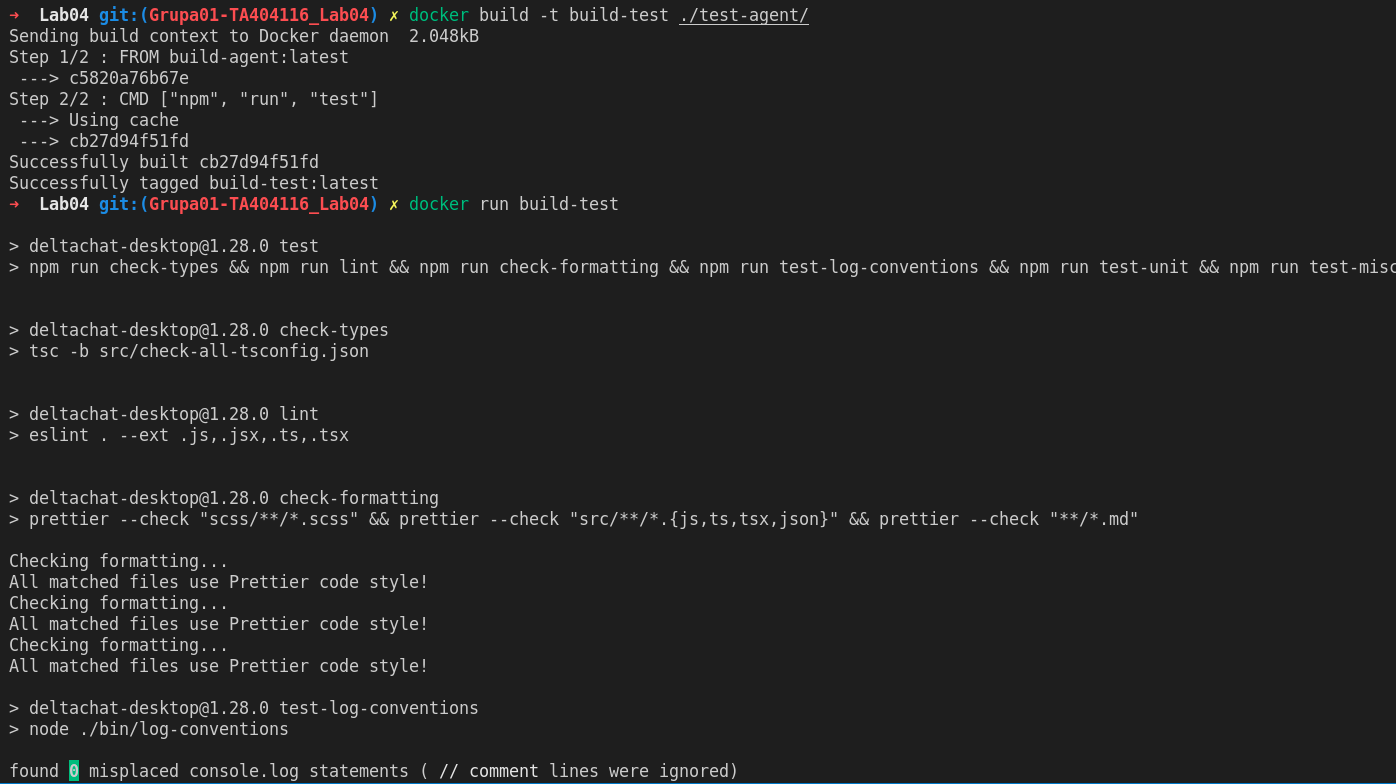 ➜  Lab04 git:(Grupa01-TA404116_Lab04) ✗ docker build -t build-test ./test-agent/
Sending build context to Docker daemon  2.048kB
Step 1/2 : FROM build-agent:latest
 ---> c5820a76b67e
Step 2/2 : CMD ["npm", "run", "test"]
 ---> Using cache
 ---> cb27d94f51fd
Successfully built cb27d94f51fd
Successfully tagged build-test:latest
➜  Lab04 git:(Grupa01-TA404116_Lab04) ✗ docker run build-test
> deltachat-desktop@1.28.0 test
> npm run check-types && npm run lint && npm run check-formatting && npm run test-log-conventions && npm run test-unit && npm run test-misc
> deltachat-desktop@1.28.0 check-types
> tsc -b src/check-all-tsconfig.json
> deltachat-desktop@1.28.0 lint
> eslint . --ext .js,.jsx,.ts,.tsx
> deltachat-desktop@1.28.0 check-formatting
> prettier --check "scss/**/*.scss" && prettier --check "src/**/*.{js,ts,tsx,json}" && prettier --check "**/*.md"
Checking formatting...
All matched files use Prettier code style!
Checking formatting...
All matched files use Prettier code style!
Checking formatting...
All matched files use Prettier code style!
> deltachat-desktop@1.28.0 test-log-conventions
> node ./bin/log-conventions
found 0 misplaced console.log statements ( // comment lines were ignored)